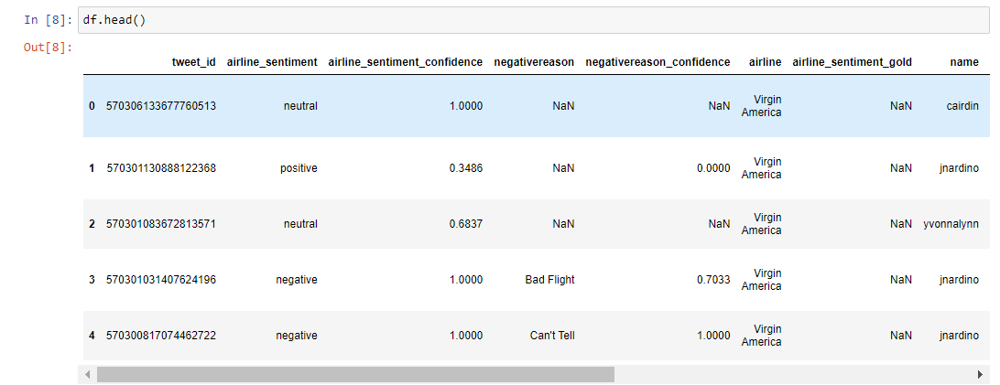 In [8]: df.head()
Out[8]:
tweet_id airline_sentiment airline_sentiment_confidence negativereason negativereason_confidence airline airline_sentiment_gold name
0 570306133677760513 neutral 1.0000 NaN NaN Virgin America NaN cairdin
1 570301130888122368 positive 0.3486 NaN 0.0000 Virgin America NaN jnardino
2 570301083672813571 neutral 0.6837 NaN NaN Virgin America NaN yvonnalynn
3 570301031407624196 negative 1.0000 Bad Flight 0.7033 Virgin America NaN jnardino
4 570300817074462722 negative 1.0000 Can't Tell 1.0000 Virgin America NaN jnardino